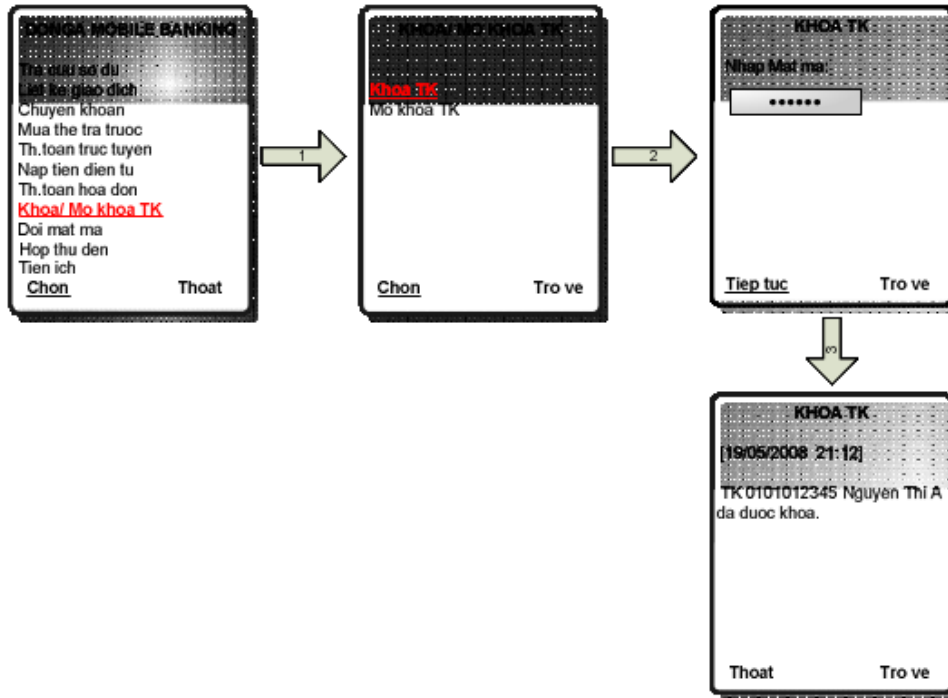 DONGA MOBILE BANKING
Tra cuu so du
Liet ke giao dich
Chuyen khoan
Mua the tra truoc
Th.toan truc tuyen
Nap tien dien tu
Th.toan hoa don
Khoa/ Mo khoa TK
Doi mat ma
Hop thu den
Tien ich
Chon Thoat
1
KHOA/ MO KHOA TK
Khoa TK
Mo khoa TK
Chon Tro ve
2
KHOA TK
Nhap Mat ma:
••••••
Tiep tuc Tro ve
3
KHOA TK
[19/05/2008 21:12]
TK 0101012345 Nguyen Thi A
da duoc khoa.
Thoat Tro ve